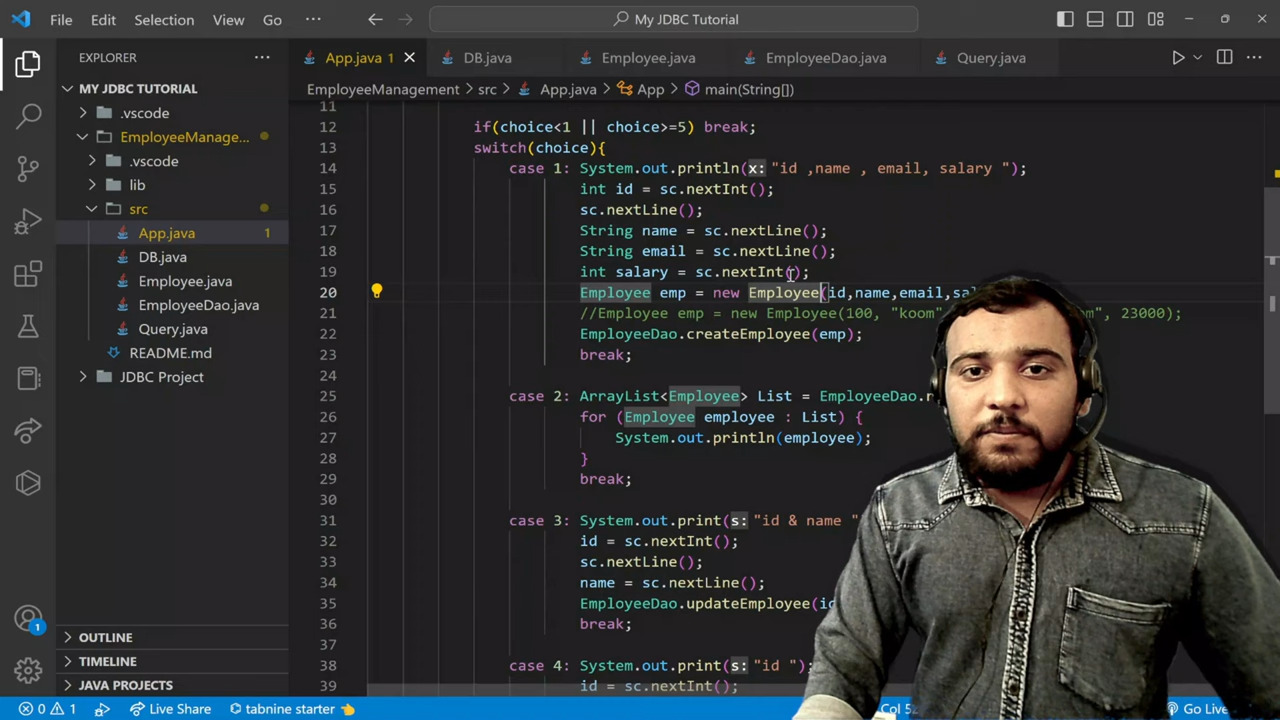 File Edit Selection View Go ··· My JDBC Tutorial
EXPLORER ···
App.java 1
DB.java
Employee.java
EmployeeDao.java
Query.java
EmployeeManagement > src > App.java > App > main(String[])
MY JDBC TUTORIAL
.vscode
EmployeeManage...
.vscode
lib
src
App.java 1
DB.java
Employee.java
EmployeeDao.java
Query.java
README.md
JDBC Project
OUTLINE
TIMELINE
JAVA PROJECTS
11
12 if(choice<1 || choice>=5) break;
13 switch(choice){
14 case 1: System.out.println(x: "id ,name , email, salary ");
15 int id = sc.nextInt();
16 sc.nextLine();
17 String name = sc.nextLine();
18 String email = sc.nextLine();
19 int salary = sc.nextInt();
20 Employee emp = new Employee(id,name,email,sa
21 //Employee emp = new Employee(100, "koom", 23000);
22 EmployeeDao.createEmployee(emp);
23 break;
24
25 case 2: ArrayList<Employee> List = EmployeeDao.
26 for (Employee employee : List) {
27 System.out.println(employee);
28 }
29 break;
30
31 case 3: System.out.print(s: "id & name "
32 id = sc.nextInt();
33 sc.nextLine();
34 name = sc.nextLine();
35 EmployeeDao.updateEmployee(id
36 break;
37
38 case 4: System.out.print(s: "id ");
39 id = sc.nextInt();
1
0 1 Live Share tabnine starter Col 52 Go Live